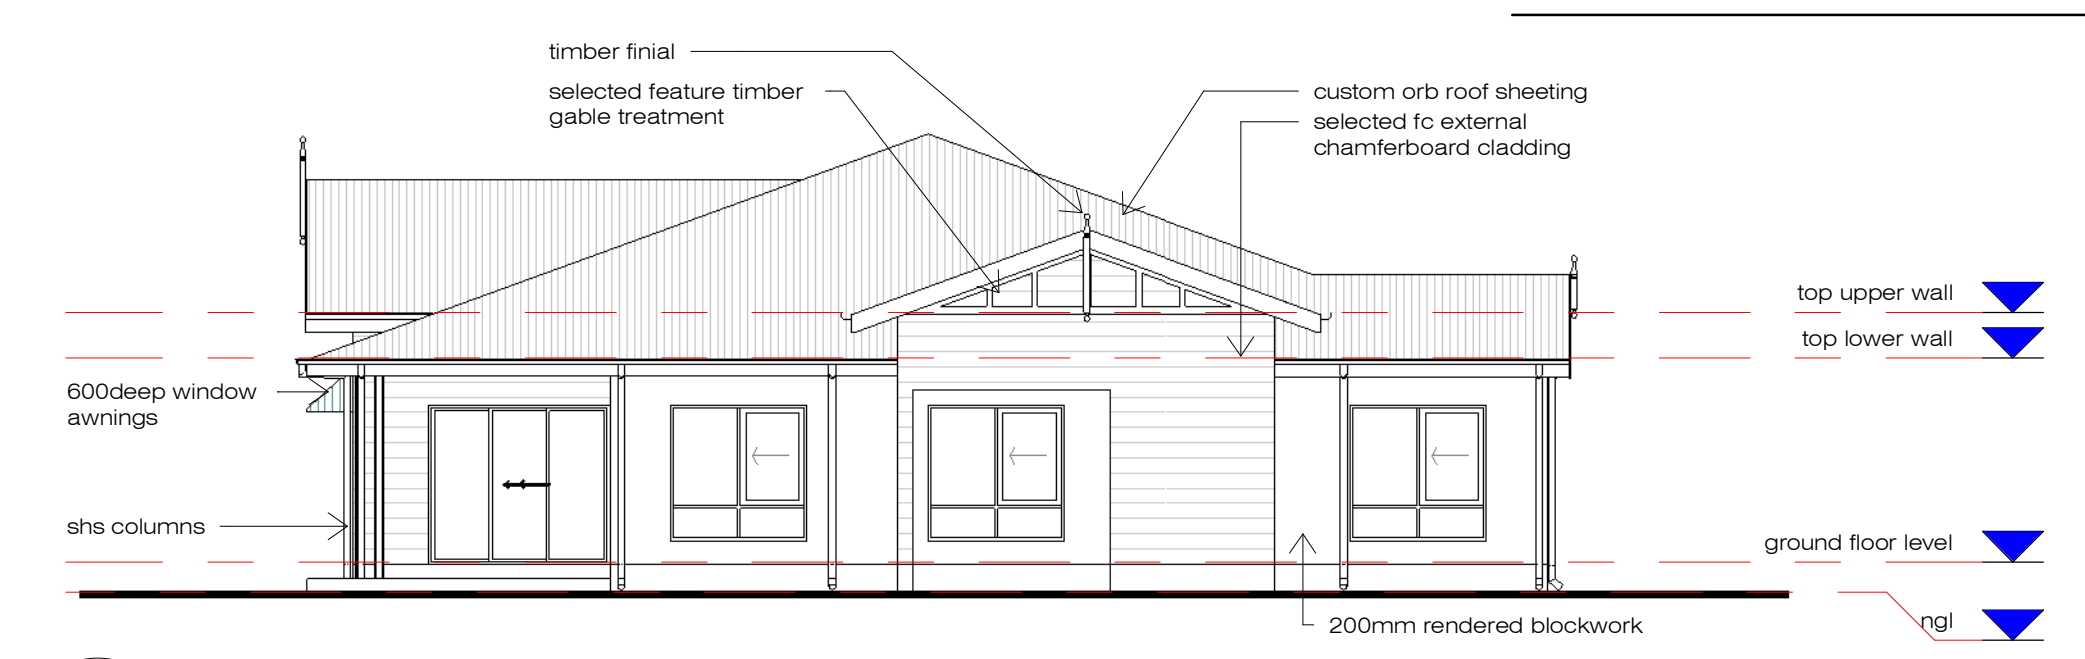 timber finial
selected feature timber
gable treatment
custom orb roof sheeting
selected fc external
chamferboard cladding
top upper wall
top lower wall
600deep window
awnings
shs columns
ground floor level
ngl
200mm rendered blockwork